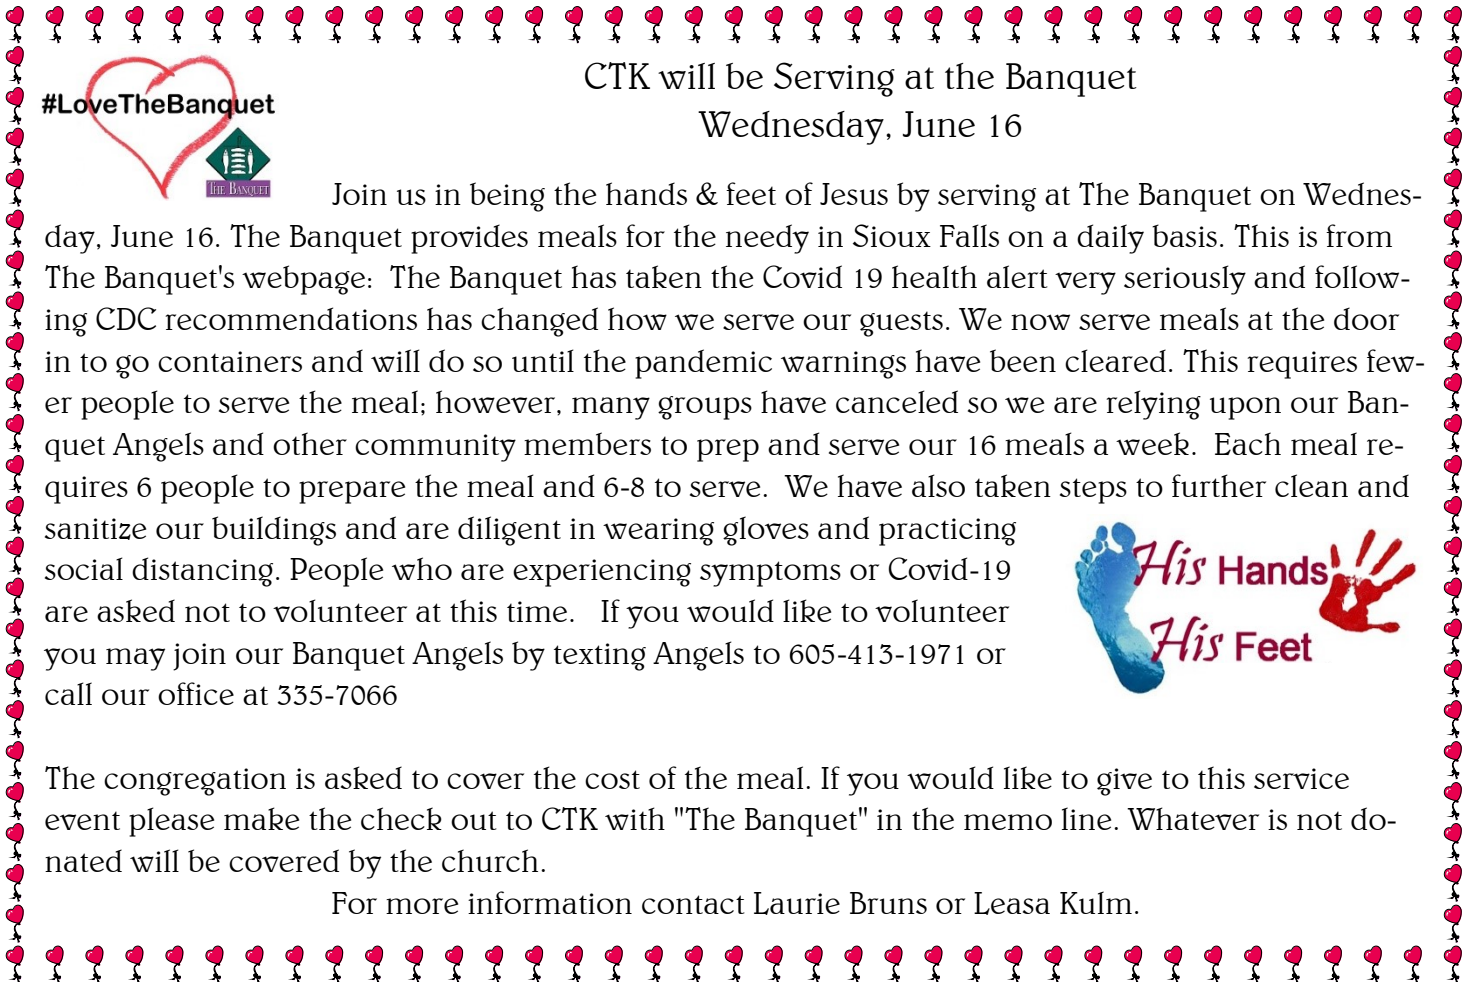 #LoveTheBanquet
THE BANQUET
CTK will be Serving at the Banquet
Wednesday, June 16
Join us in being the hands & feet of Jesus by serving at The Banquet on Wednes-
day, June 16. The Banquet provides meals for the needy in Sioux Falls on a daily basis. This is from
The Banquet's webpage:  The Banquet has taken the Covid 19 health alert very seriously and follow-
ing CDC recommendations has changed how we serve our guests. We now serve meals at the door
in to go containers and will do so until the pandemic warnings have been cleared. This requires few-
er people to serve the meal; however, many groups have canceled so we are relying upon our Ban-
quet Angels and other community members to prep and serve our 16 meals a week.  Each meal re-
quires 6 people to prepare the meal and 6-8 to serve.  We have also taken steps to further clean and
sanitize our buildings and are diligent in wearing gloves and practicing
social distancing. People who are experiencing symptoms or Covid-19
are asked not to volunteer at this time.   If you would like to volunteer
you may join our Banquet Angels by texting Angels to 605-413-1971 or
call our office at 335-7066
His Hands
His Feet
The congregation is asked to cover the cost of the meal. If you would like to give to this service
event please make the check out to CTK with "The Banquet" in the memo line. Whatever is not do-
nated will be covered by the church.
For more information contact Laurie Bruns or Leasa Kulm.